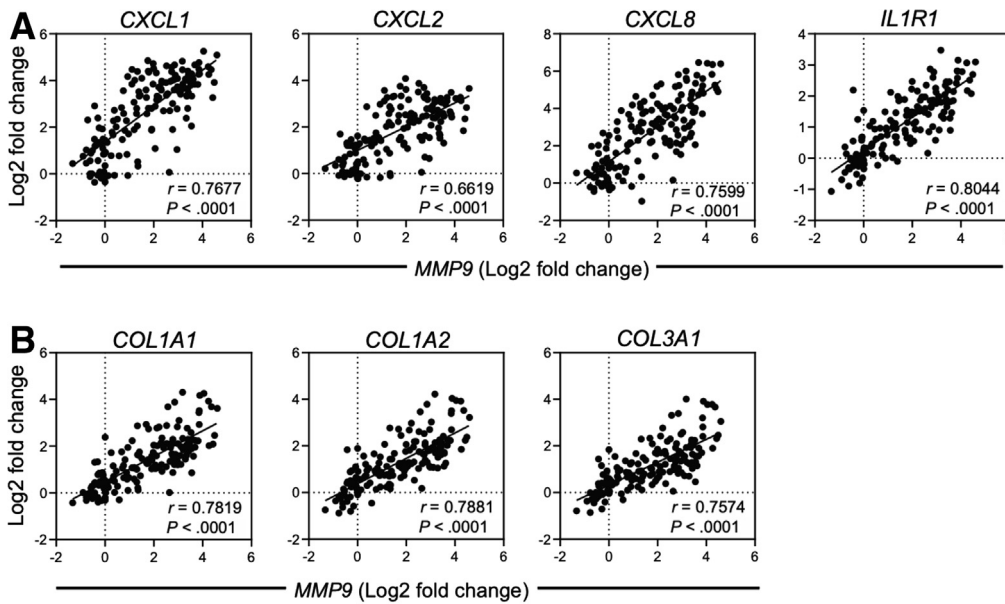 A
CXCL1 CXCL2 CXCL8 IL1R1
Log2 fold change
6
4
2
0
-2
-2 0 2 4 6
r = 0.7677
P < .0001
6
4
2
0
-2
-2 0 2 4 6
r = 0.6619
P < .0001
8
6
4
2
0
-2
-2 0 2 4 6
r = 0.7599
P < .0001
4
3
2
1
0
-1
-2
-2 0 2 4 6
r = 0.8044
P < .0001
MMP9 (Log2 fold change)
B
COL1A1 COL1A2 COL3A1
Log2 fold change
6
4
2
0
-2
-2 0 2 4 6
r = 0.7819
P < .0001
6
4
2
0
-2
-2 0 2 4 6
r = 0.7881
P < .0001
6
4
2
0
-2
-2 0 2 4 6
r = 0.7574
P < .0001
MMP9 (Log2 fold change)